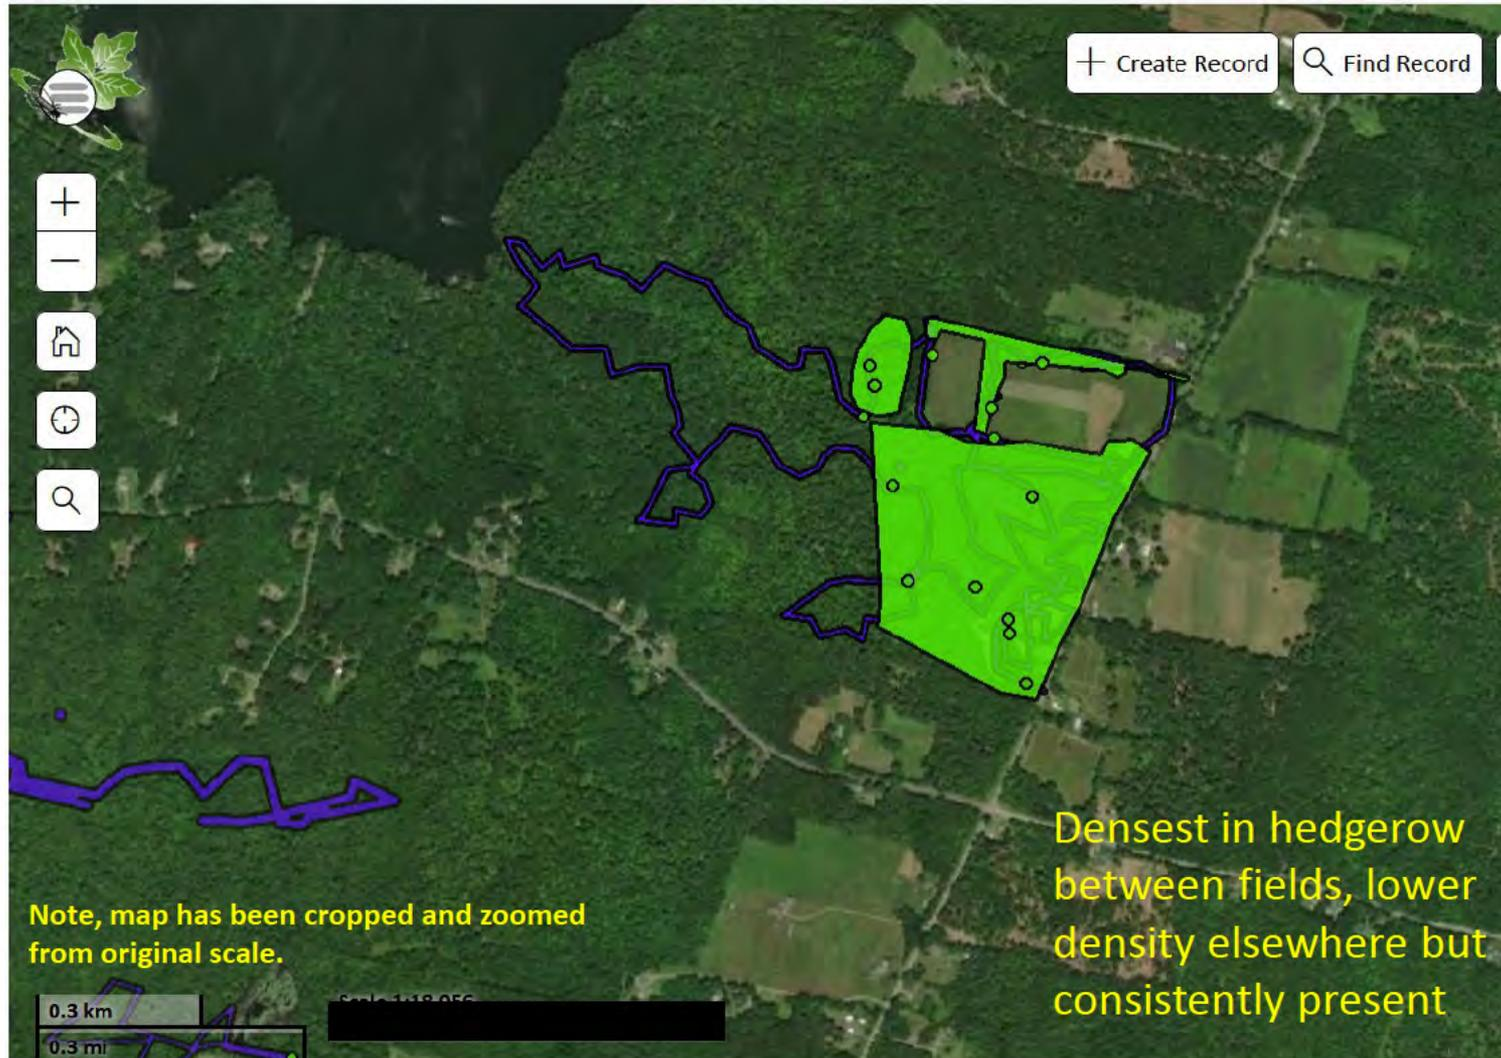 Create Record
Find Record
Densest in hedgerow
between fields, lower
density elsewhere but
consistently present
Note, map has been cropped and zoomed
from original scale.
0.3 km
0.3 mi